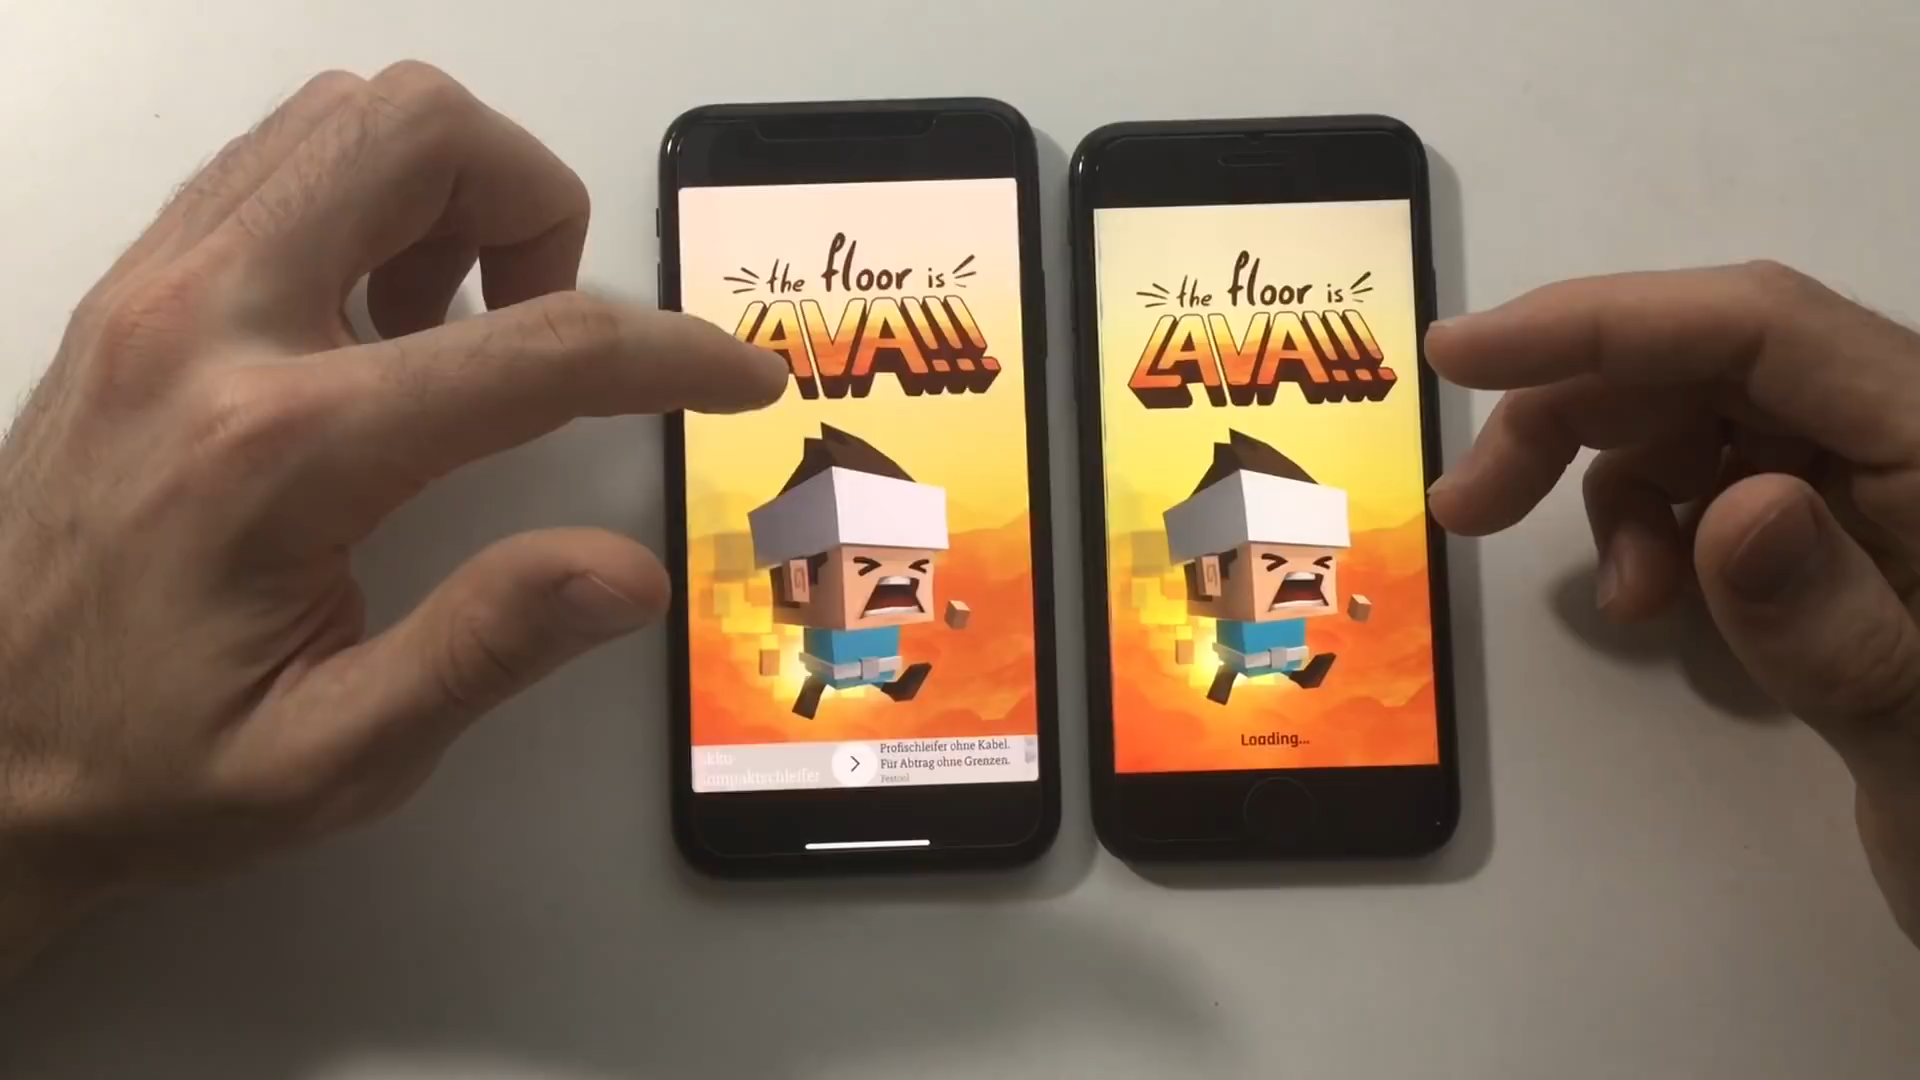 the floor is
LAVA!!!
Profischleifer ohne Kabel.
Für Abtrag ohne Grenzen.
Festool
the floor is
LAVA!!!
Loading...